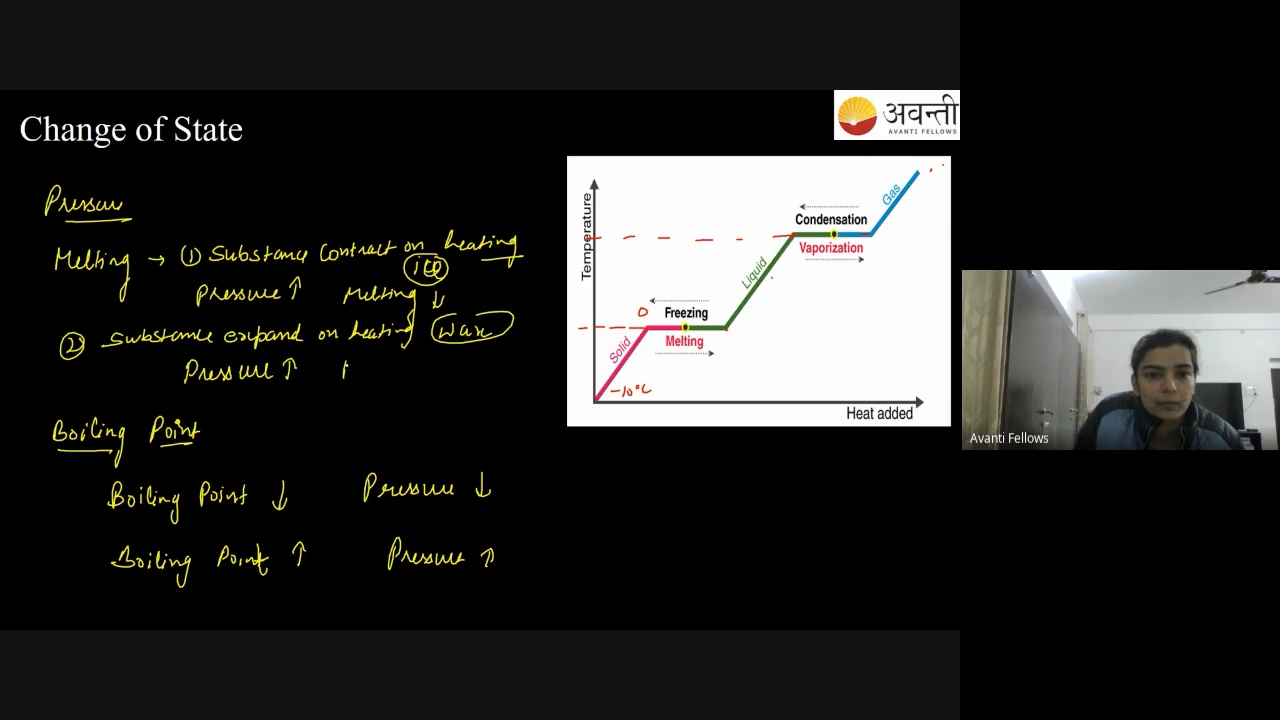 Change of State
अवन्ती
AVANTI FELLOWS
Pressure
Melting → (1) Substance Contract on heating
ice
Pressure ↑ Melting ↓
(2) Substance expand on heating Wax
Pressure ↑
Boiling Point
Boiling Point ↓ Pressure ↓
Boiling Point ↑ Pressure ↑
Temperature
Gas
Condensation
Vaporization
Liquid
0
Freezing
Melting
Solid
-10°C
Heat added
Avanti Fellows